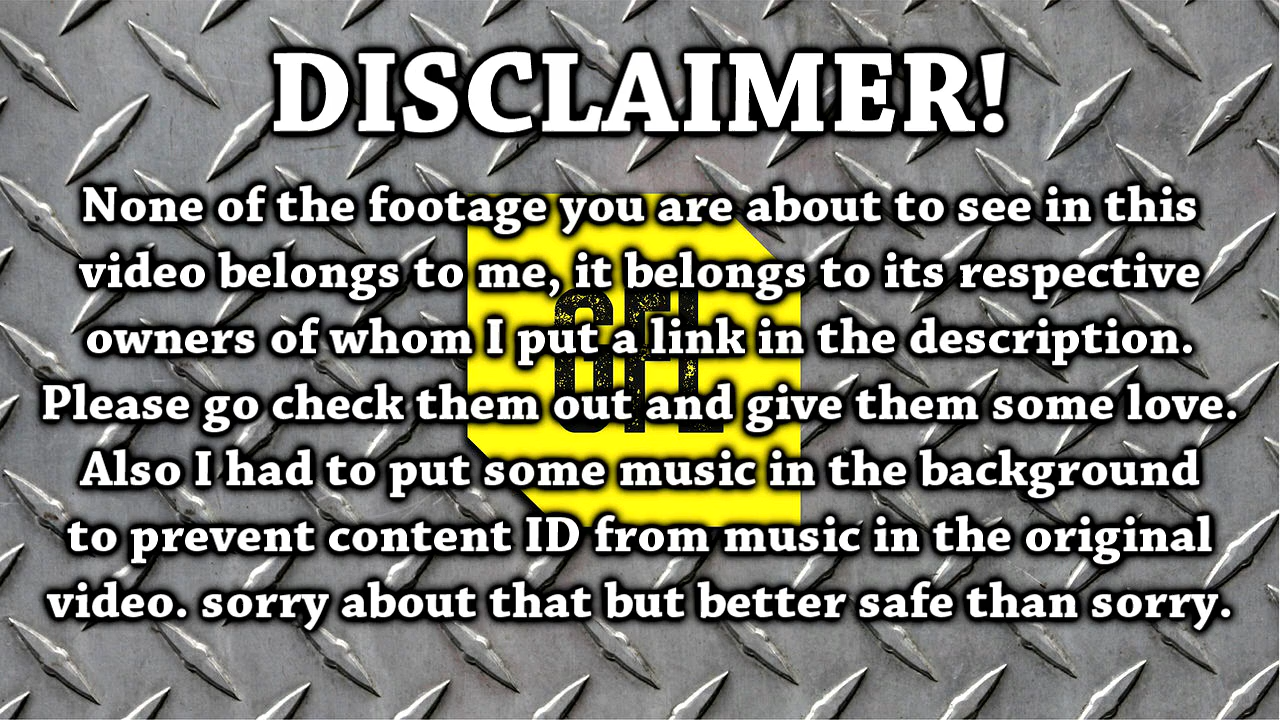 DISCLAIMER!
None of the footage you are about to see in this
video belongs to me, it belongs to its respective
owners of whom I put a link in the description.
Please go check them out and give them some love.
Also I had to put some music in the background
to prevent content ID from music in the original
video. sorry about that but better safe than sorry.
GFL